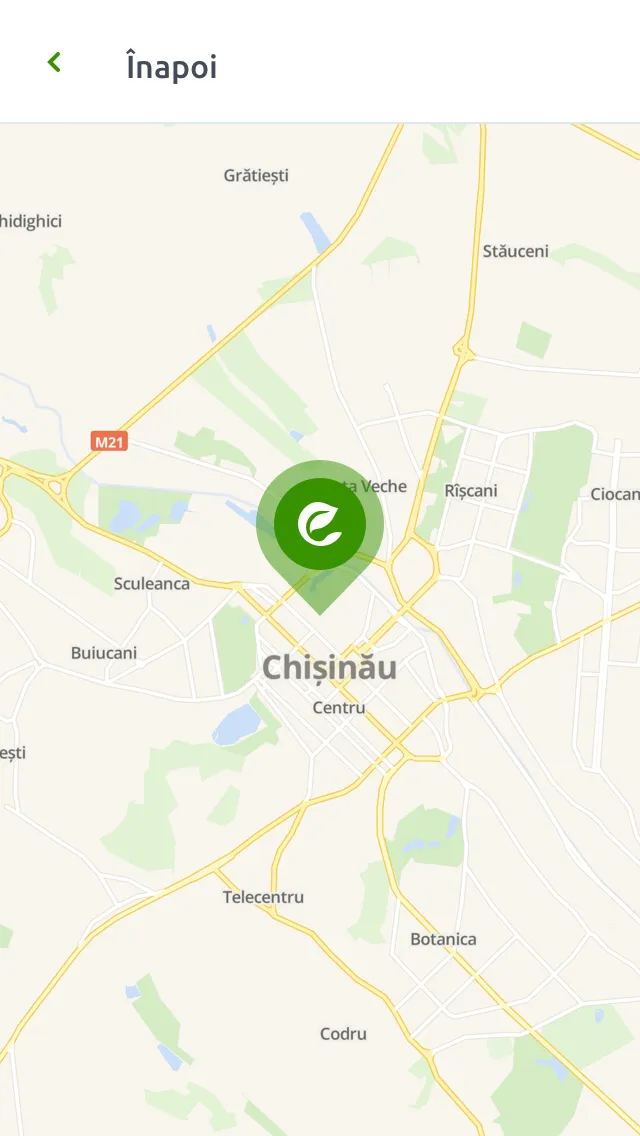 Înapoi
Grătiești
hidighici
Stăuceni
M21
ta Veche
Rîșcani
Ciocan
Sculeanca
Buiucani
Chișinău
Centru
ești
Telecentru
Botanica
Codru